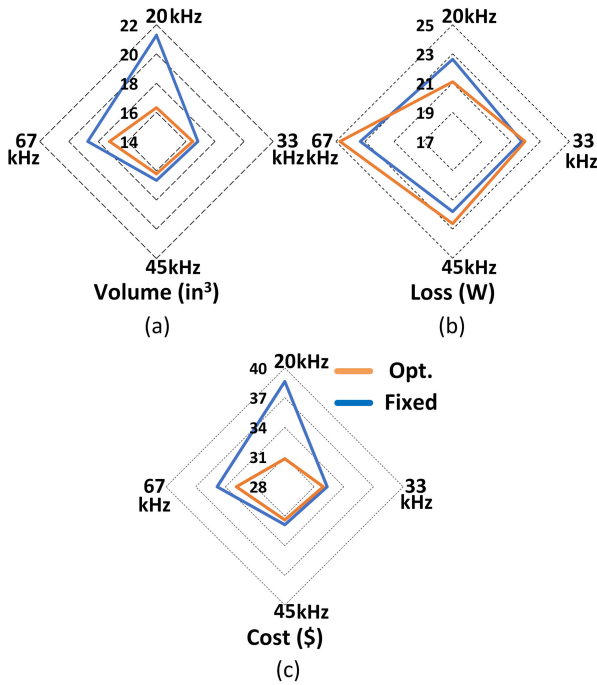 20kHz
22
20
18
16
14
67
kHz
33
kHz
45kHz
Volume (in³)
(a)
20kHz
25
23
21
19
17
67
kHz
33
kHz
45kHz
Loss (W)
(b)
20kHz
40
37
34
31
28
67
kHz
33
kHz
45kHz
Cost ($)
(c)
Opt.
Fixed